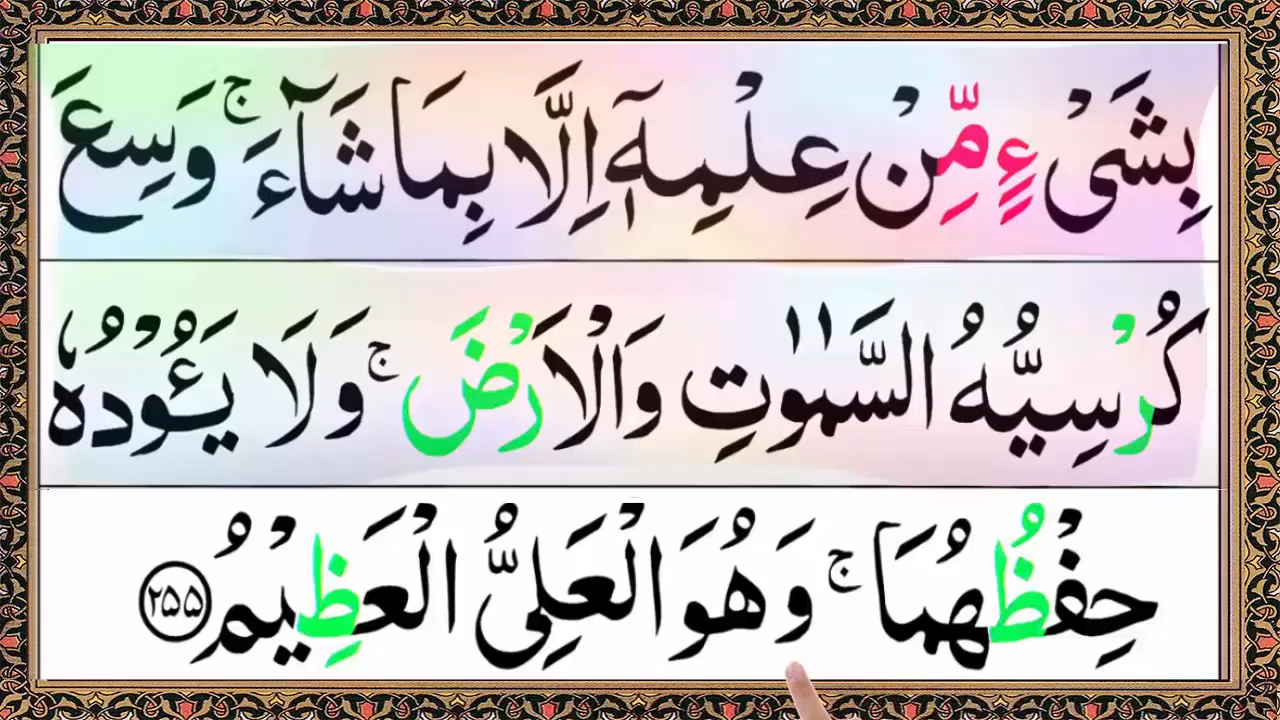 بِشَیْءٍ مِّنْ عِلْمِهٖۤ اِلَّا بِمَا شَآءَ ۚ وَسِعَ
كُرْسِیُّهُ السَّمٰوٰتِ وَالْاَرْضَ ۚ وَلَا یَـُٔوْدُهٗ
حِفْظُهُمَا ۚ وَهُوَ الْعَلِیُّ الْعَظِیْمُ ۝۲۵۵